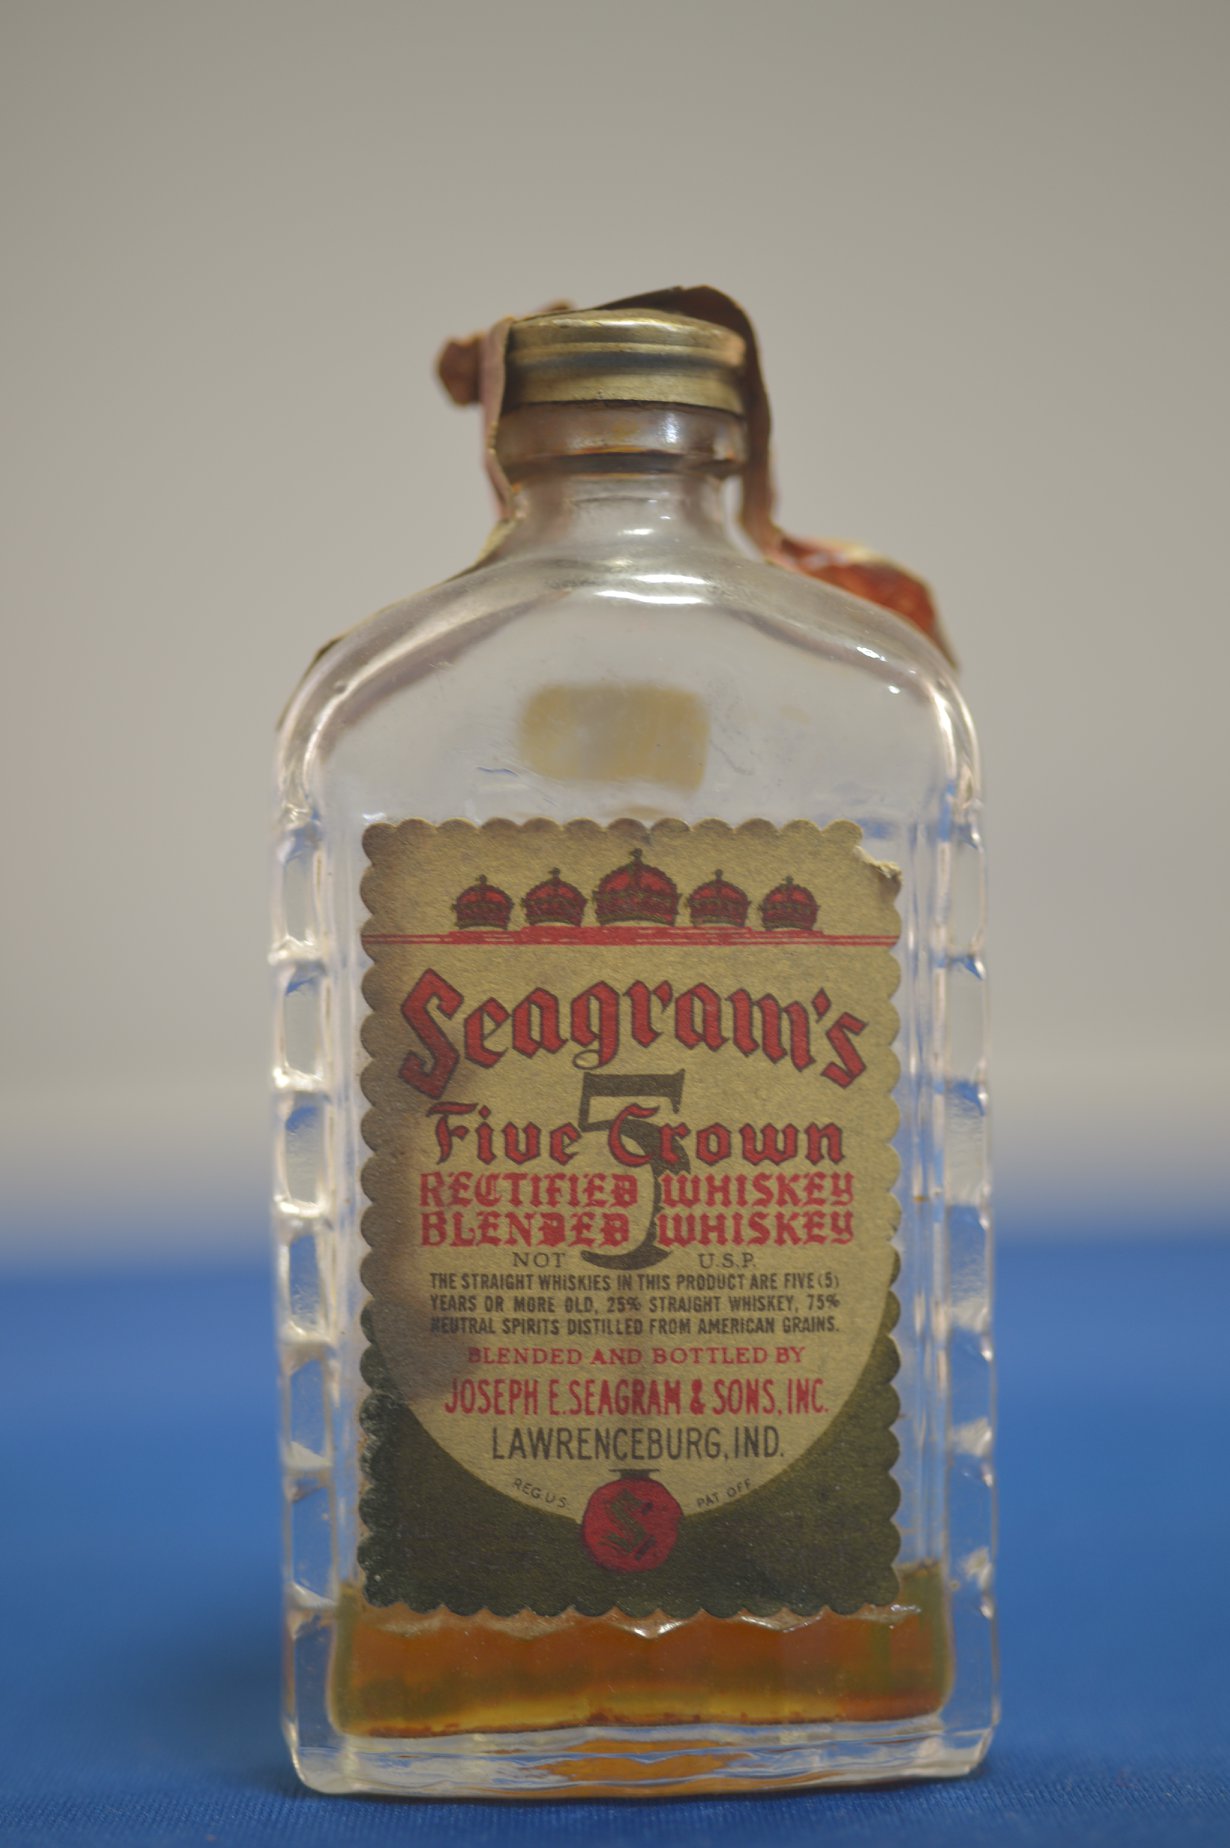 Seagram's
5
Five Crown
RECTIFIED WHISKEY
BLENDED WHISKEY
NOT U.S.P.
THE STRAIGHT WHISKIES IN THIS PRODUCT ARE FIVE (5)
YEARS OR MORE OLD, 25% STRAIGHT WHISKEY, 75%
NEUTRAL SPIRITS DISTILLED FROM AMERICAN GRAINS.
BLENDED AND BOTTLED BY
JOSEPH E. SEAGRAM & SONS, INC.
LAWRENCEBURG, IND.
REG U.S. PAT. OFF.
S